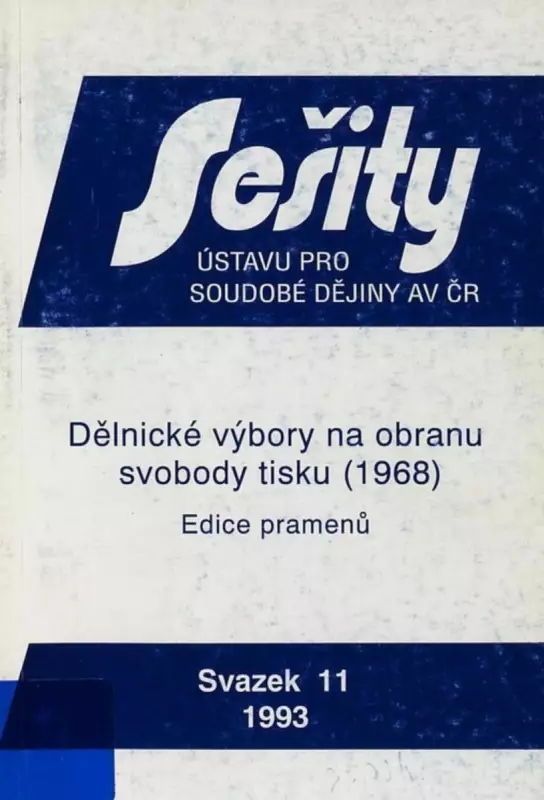 Sešity
ÚSTAVU PRO
SOUDOBÉ DĚJINY AV ČR
Dělnické výbory na obranu
svobody tisku (1968)
Edice pramenů
Svazek 11
1993